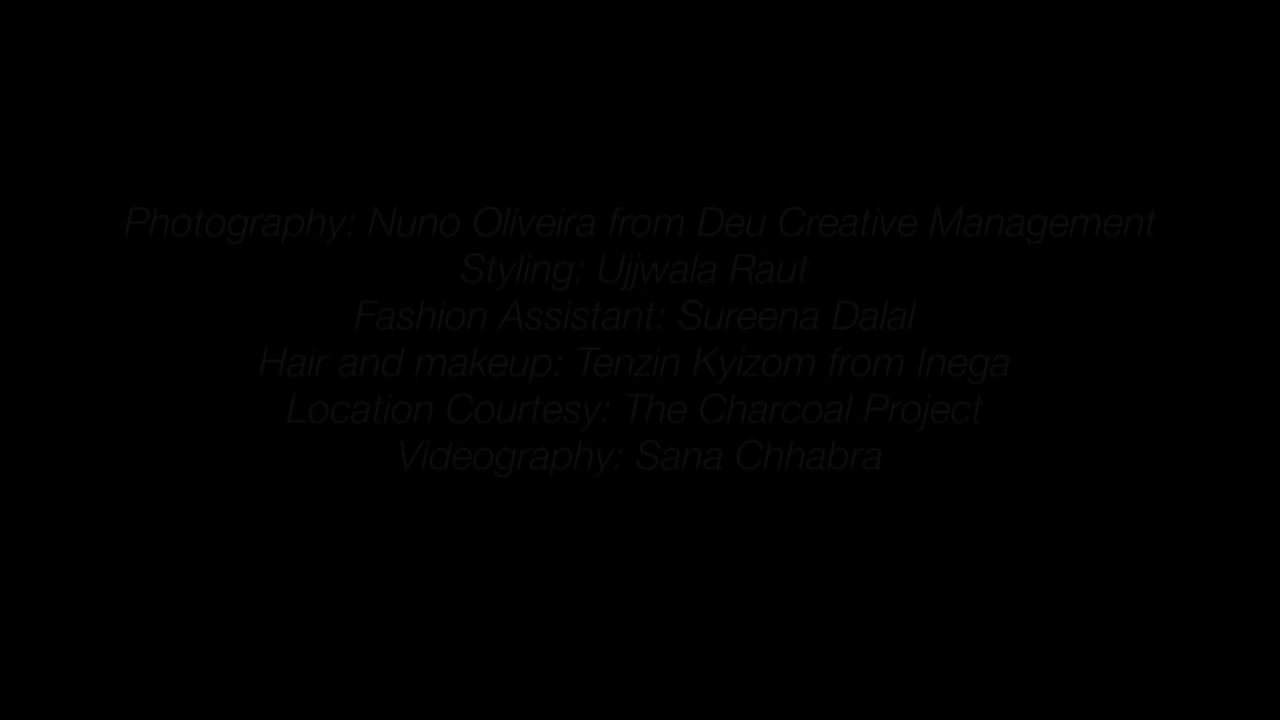 Photography: Nuno Oliveira from Deu Creative Management
Styling: Ujjwala Raut
Fashion Assistant: Sureena Dalal
Hair and makeup: Tenzin Kyizom from Inega
Location Courtesy: The Charcoal Project
Videography: Sana Chhabra